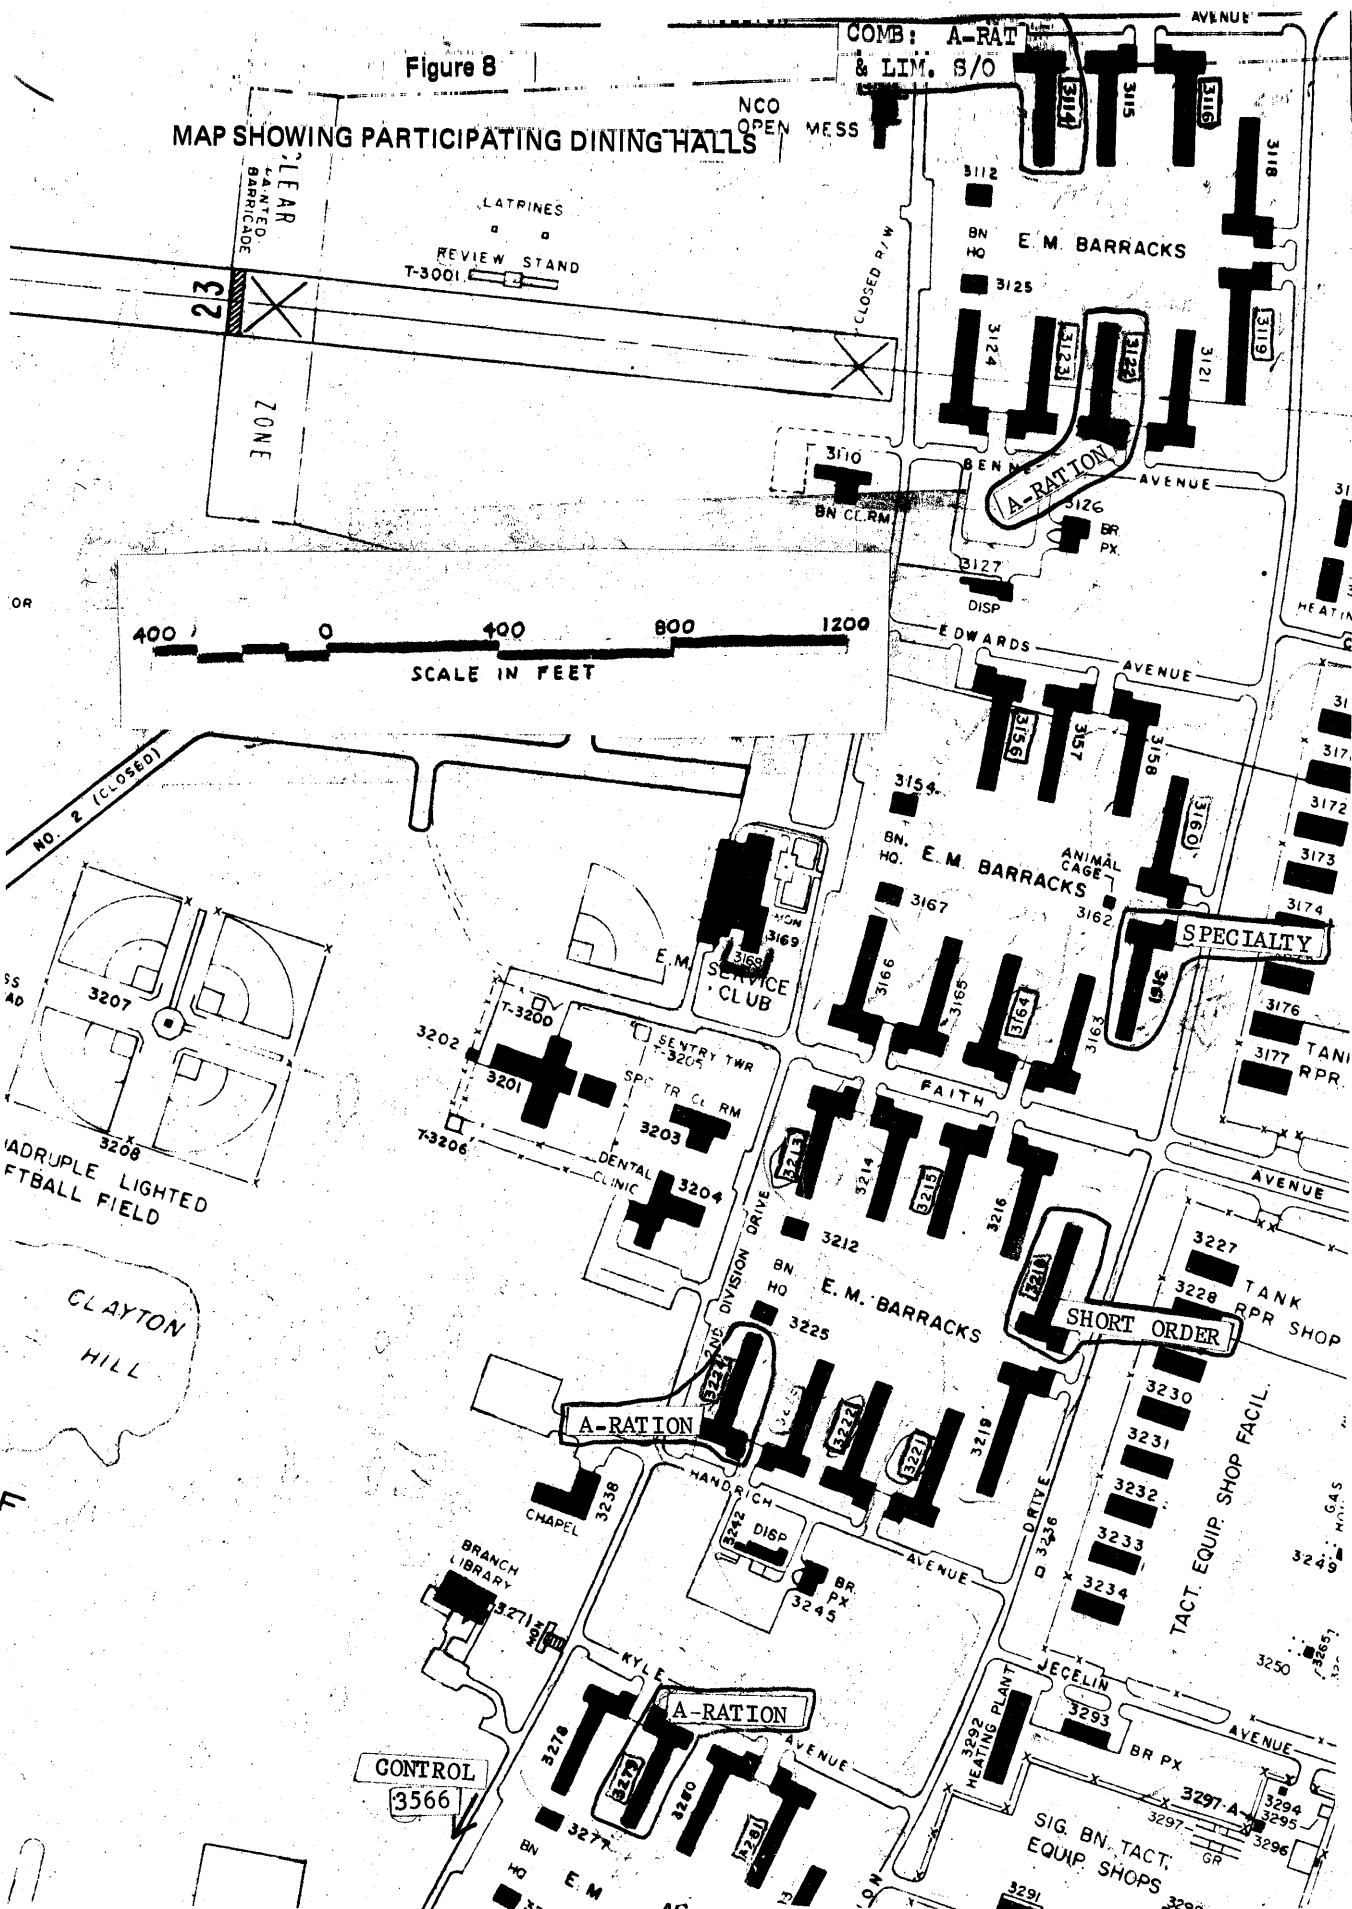 AVENUE
COMB: A-RAT
& LIM. S/O
Figure 8
NCO
OPEN MESS
MAP SHOWING PARTICIPATING DINING HALLS
3114
3115
3116
3118
CLEAR
BARRICADE
LATRINES
3112
BN
HQ
E. M. BARRACKS
REVIEW STAND
T-3001
CLOSED R/W
3125
23
3124
3123
3122
3121
3119
ZONE
3110
A-RATION
AVENUE
BN CL.RM.
3126
BR
PX.
3127
DISP
OR
400
0
400
800
1200
SCALE IN FEET
EDWARDS
AVENUE
NO. 2 (CLOSED)
3156
3157
3158
3154
3160
3172
BN.
HQ.
E. M. BARRACKS
ANIMAL
CAGE
3173
3167
3162
3174
3169
3168
E. M.
SERVICE
CLUB
3166
3165
3164
3163
3161
SPECIALTY
3207
T-3200
3176
3202
SENTRY TWR
3177
3201
FAITH
RPR.
T-3206
3203
3208
DENTAL
CLINIC
3204
3213
3214
3215
3216
AVENUE
LIGHTED
FIELD
3212
3227
BN
HQ
E. M. BARRACKS
3218
3228
TANK
RPR SHOP
2ND DIVISION DRIVE
CLAYTON
HILL
3225
SHORT ORDER
3224
3230
A-RATION
3222
3221
3219
3231
HANDRICH
3232
CHAPEL
3238
3242
DISP
DRIVE
3236
3233
AVENUE
3249
BRANCH
LIBRARY
BR.
PX
3245
3234
TACT. EQUIP. SHOP FACIL.
3271
MON
3250
KYLE
JECELIN
A-RATION
3293
3292
HEATING PLANT
AVENUE
AVENUE
3278
3279
3280
3281
BR PX
CONTROL
3566
3297-A
3294
3295
3297
3296
3277
BN
HQ
E. M
SIG. BN. TACT.
EQUIP. SHOPS
GR
3291